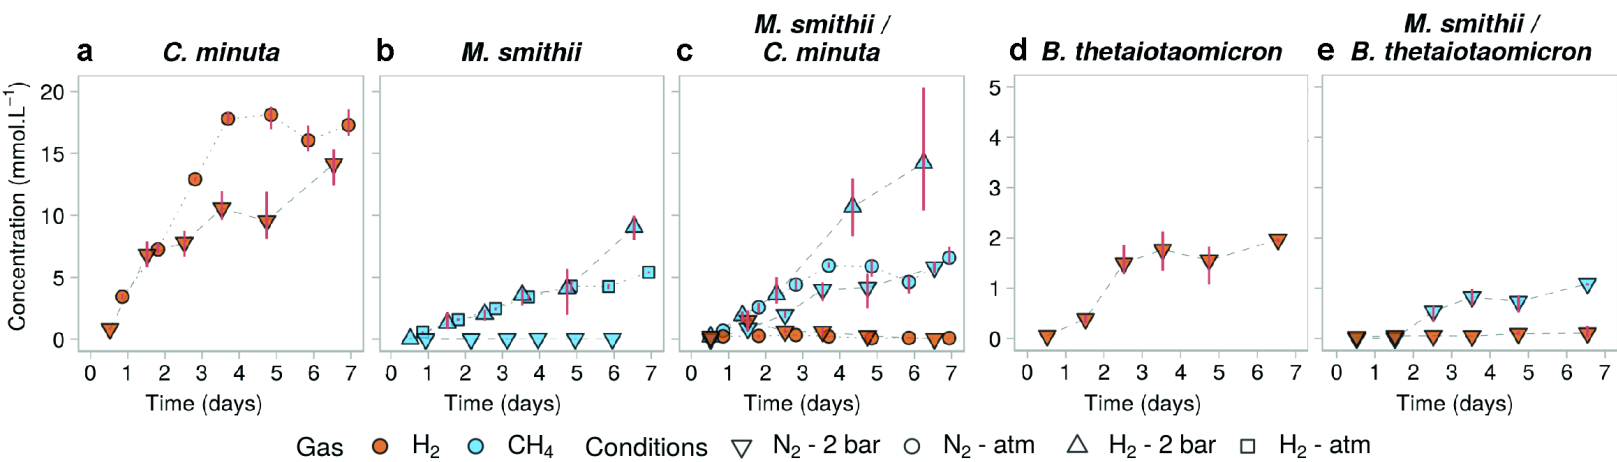 a C. minuta
b M. smithii
c M. smithii / C. minuta
d B. thetaiotaomicron
e M. smithii / B. thetaiotaomicron
Concentration (mmol.L⁻¹)
20
15
10
5
0
5
4
3
2
1
0
0 1 2 3 4 5 6 7
0 1 2 3 4 5 6 7
0 1 2 3 4 5 6 7
0 1 2 3 4 5 6 7
0 1 2 3 4 5 6 7
Time (days)
Time (days)
Time (days)
Time (days)
Time (days)
Gas H₂ CH₄ Conditions N₂ - 2 bar N₂ - atm H₂ - 2 bar H₂ - atm